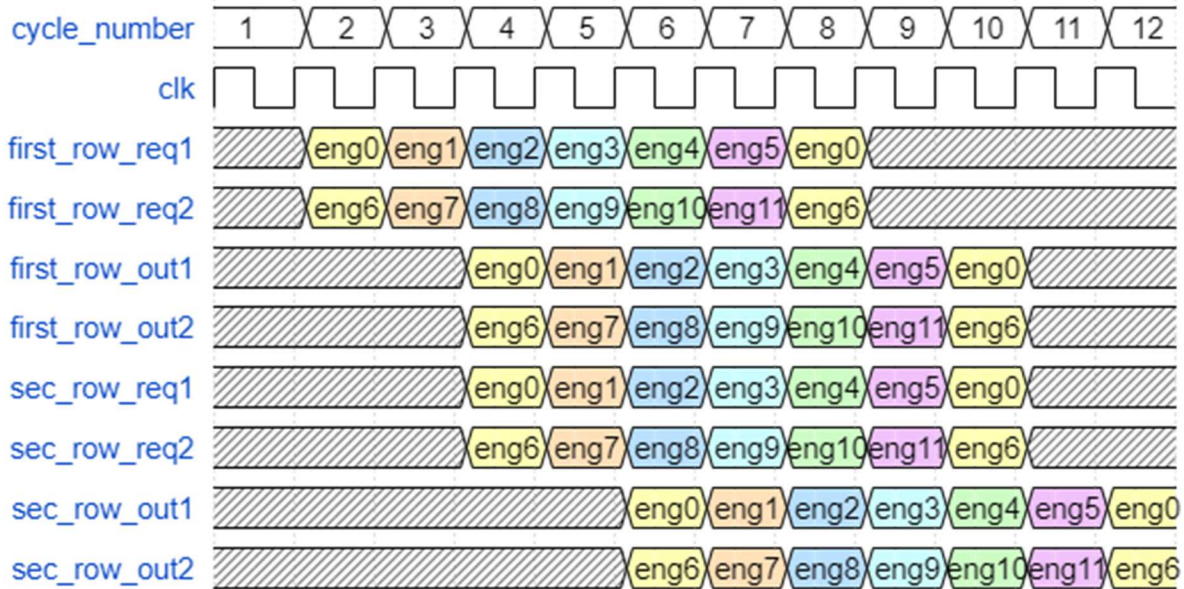 cycle_number 1 2 3 4 5 6 7 8 9 10 11 12
clk
first_row_req1 eng0 eng1 eng2 eng3 eng4 eng5 eng0
first_row_req2 eng6 eng7 eng8 eng9 eng10 eng11 eng6
first_row_out1 eng0 eng1 eng2 eng3 eng4 eng5 eng0
first_row_out2 eng6 eng7 eng8 eng9 eng10 eng11 eng6
sec_row_req1 eng0 eng1 eng2 eng3 eng4 eng5 eng0
sec_row_req2 eng6 eng7 eng8 eng9 eng10 eng11 eng6
sec_row_out1 eng0 eng1 eng2 eng3 eng4 eng5 eng0
sec_row_out2 eng6 eng7 eng8 eng9 eng10 eng11 eng6